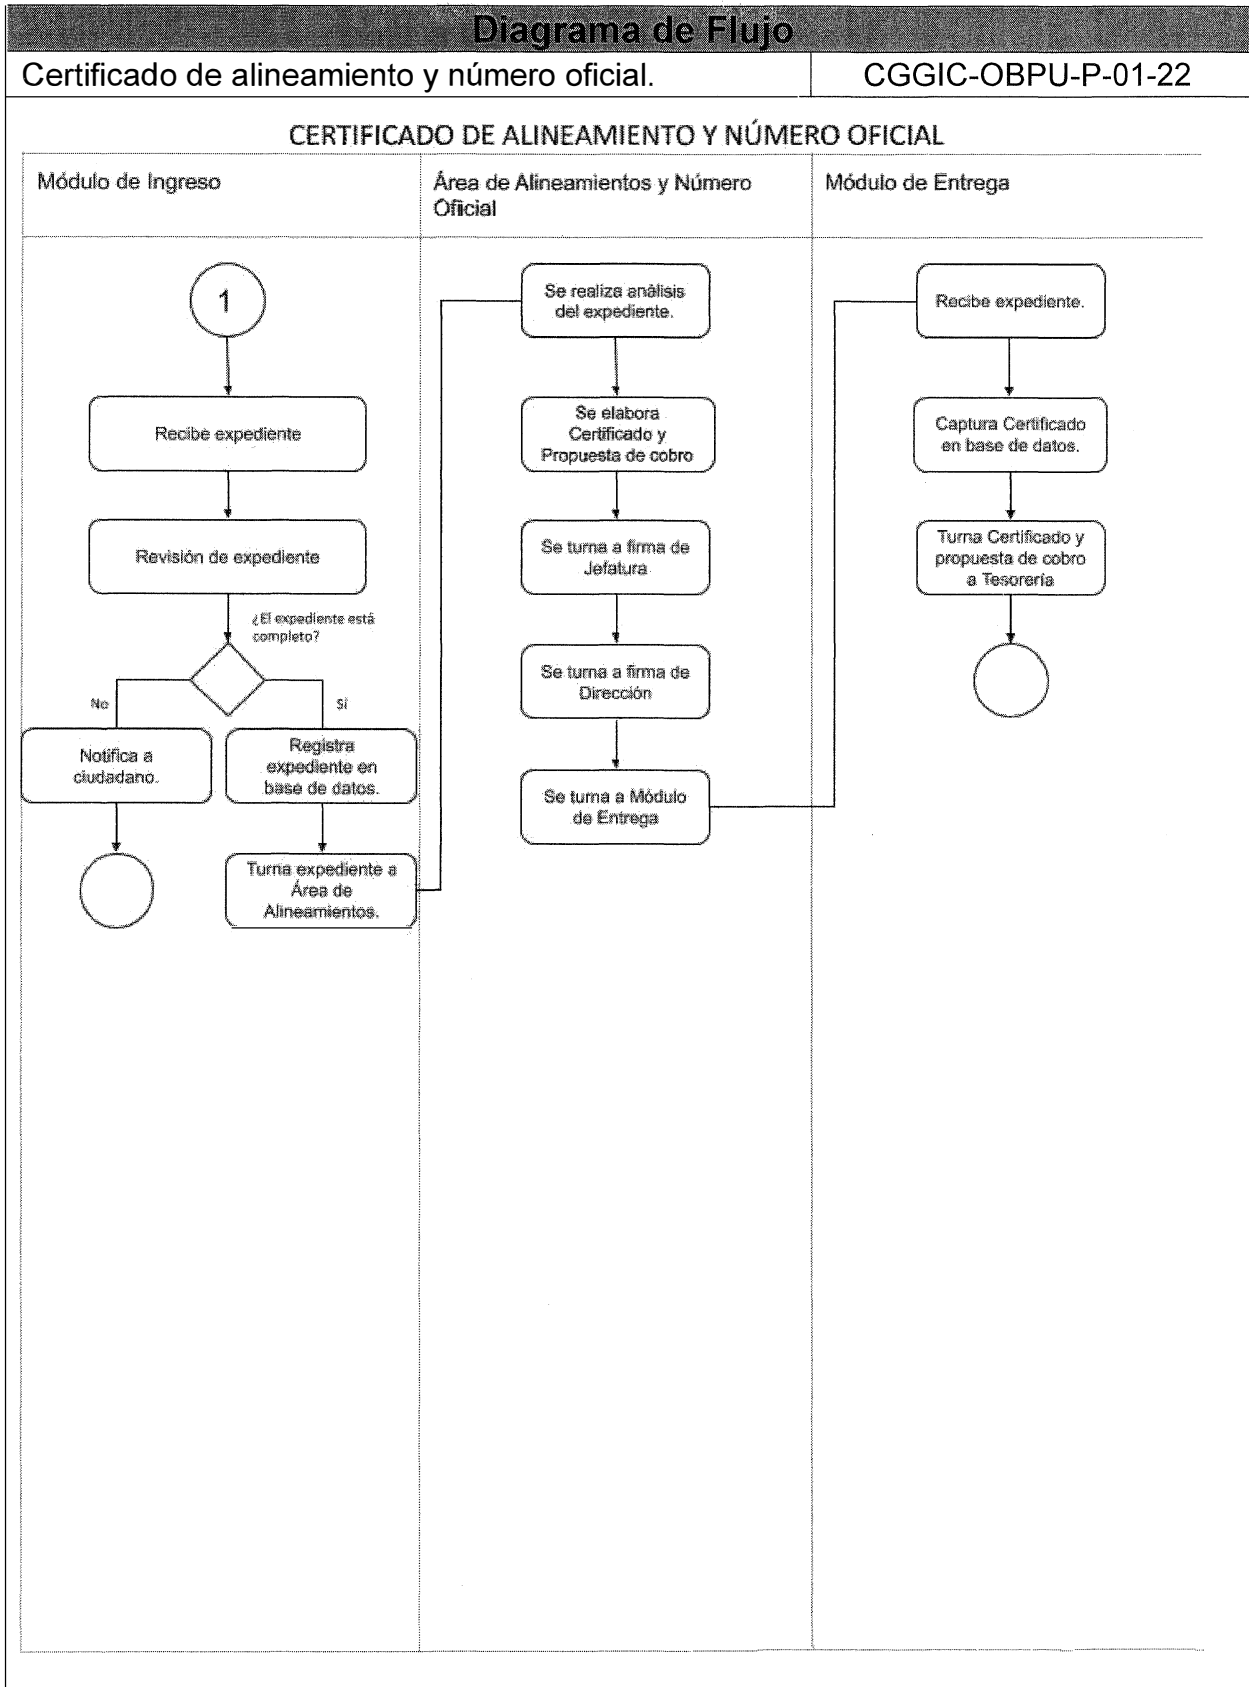 Diagrama de Flujo
Certificado de alineamiento y número oficial.
CGGIC-OBPU-P-01-22
CERTIFICADO DE ALINEAMIENTO Y NÚMERO OFICIAL
Módulo de Ingreso
Área de Alineamientos y Número
Oficial
Módulo de Entrega
1
Recibe expediente
Revisión de expediente
¿El expediente está
completo?
No
Sí
Notifica a
ciudadano.
Registra
expediente en
base de datos.
Turna expediente a
Área de
Alineamientos.
Se realiza análisis
del expediente.
Se elabora
Certificado y
Propuesta de cobro
Se turna a firma de
Jefatura
Se turna a firma de
Dirección
Se turna a Módulo
de Entrega
Recibe expediente.
Captura Certificado
en base de datos.
Turna Certificado y
propuesta de cobro
a Tesorería